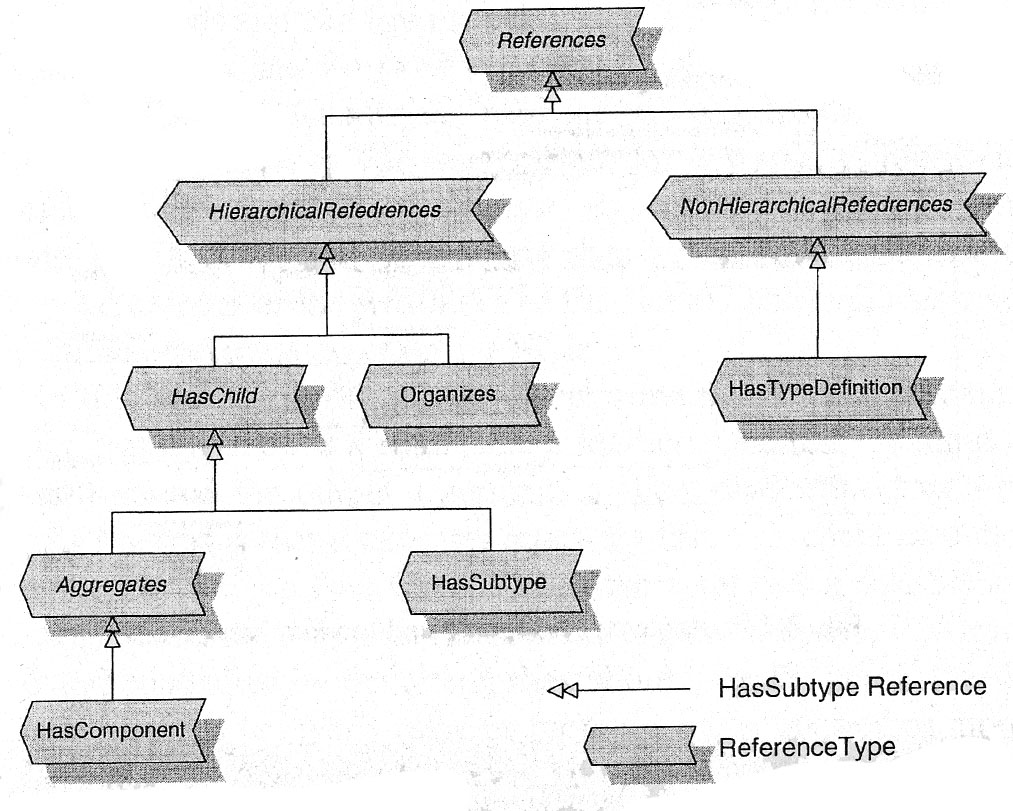 References
HierarchicalRefedrences
NonHierarchicalRefedrences
HasChild
Organizes
HasTypeDefinition
Aggregates
HasSubtype
HasComponent
HasSubtype Reference
ReferenceType